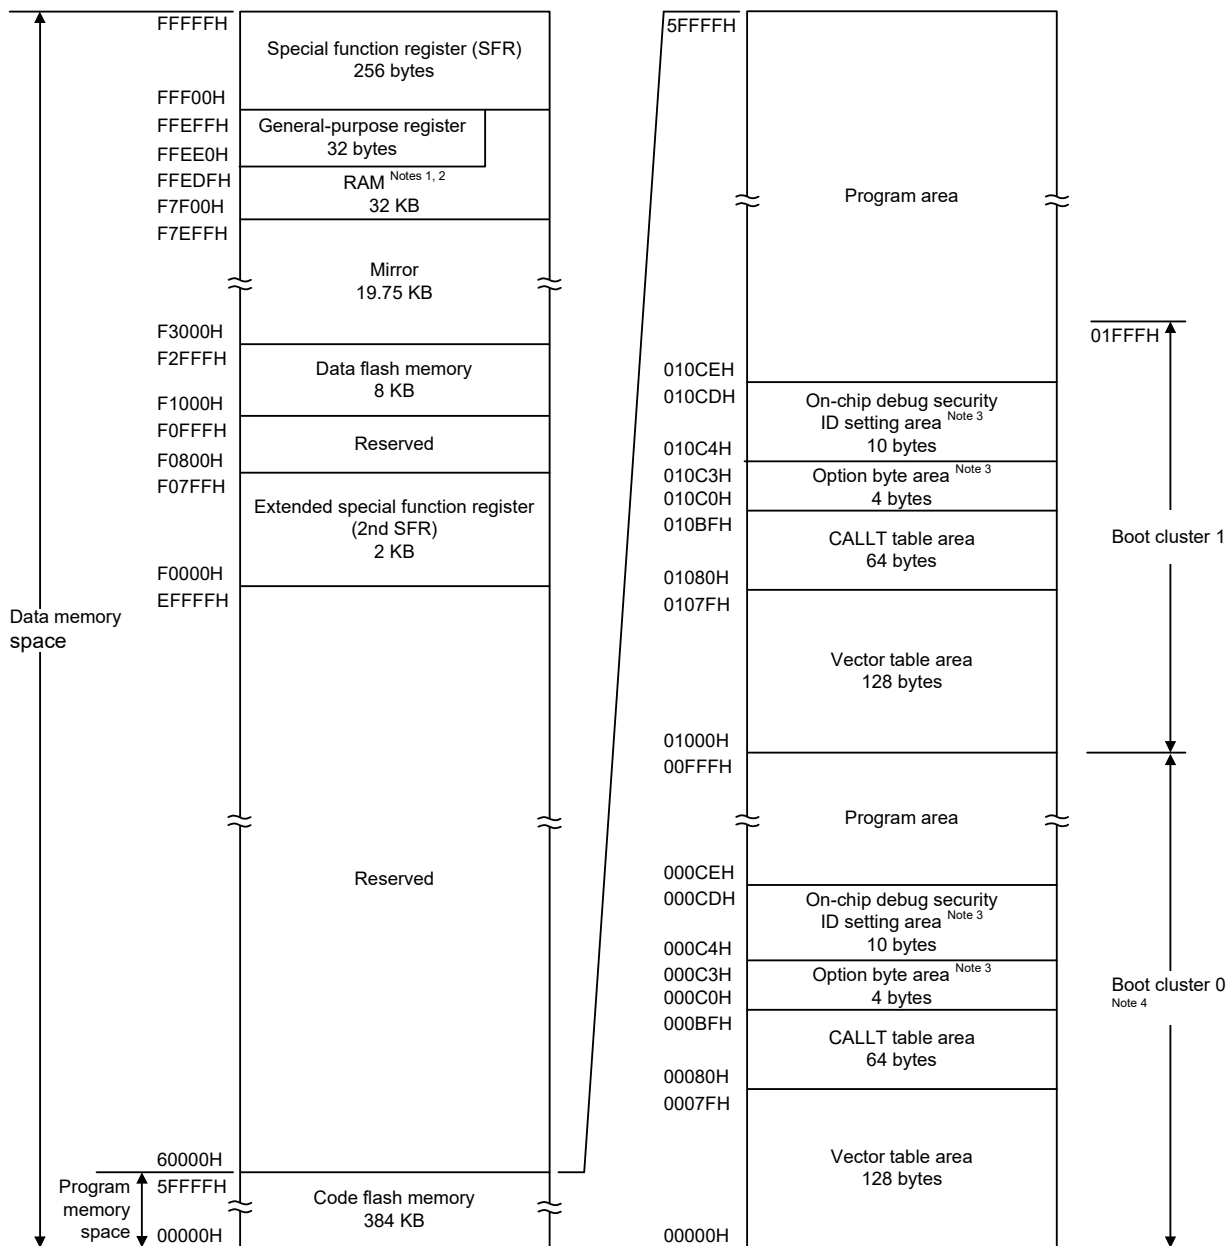 FFFFFH
Special function register (SFR)
256 bytes
FFF00H
FFEFFH
General-purpose register
32 bytes
FFEE0H
FFEDFH
RAM Notes 1, 2
32 KB
F7F00H
F7EFFH
Mirror
19.75 KB
F3000H
F2FFFH
Data flash memory
8 KB
F1000H
F0FFFH
Reserved
F0800H
F07FFH
Extended special function register
(2nd SFR)
2 KB
F0000H
EFFFFH
Data memory
space
Reserved
60000H
Program
memory
space
5FFFFH
Code flash memory
384 KB
00000H
5FFFFH
Program area
01FFFH
010CEH
010CDH
On-chip debug security
ID setting area Note 3
10 bytes
010C4H
010C3H
Option byte area Note 3
4 bytes
010C0H
010BFH
CALLT table area
64 bytes
01080H
0107FH
Boot cluster 1
Vector table area
128 bytes
01000H
00FFFH
Program area
000CEH
000CDH
On-chip debug security
ID setting area Note 3
10 bytes
000C4H
000C3H
Option byte area Note 3
4 bytes
000C0H
000BFH
Boot cluster 0
Note 4
CALLT table area
64 bytes
00080H
0007FH
Vector table area
128 bytes
00000H